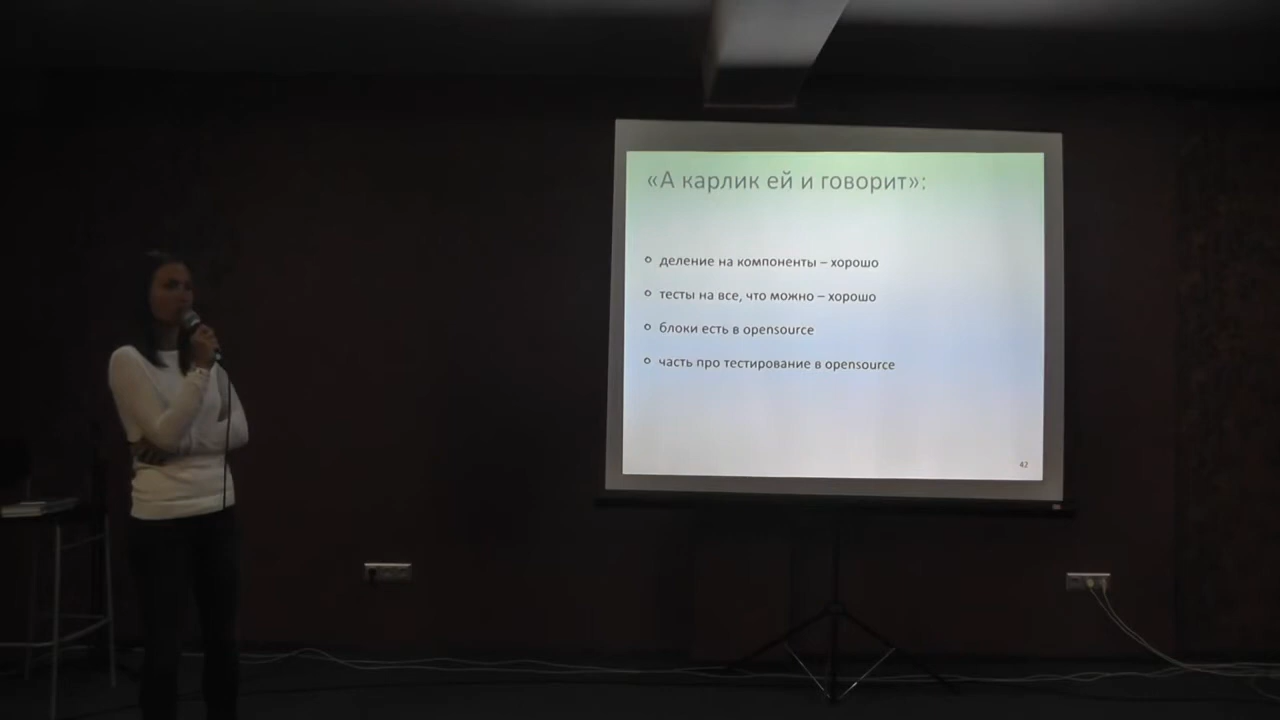 «А карлик ей и говорит»:
деление на компоненты – хорошо
тесты на все, что можно – хорошо
блоки есть в opensource
часть про тестирование в opensource
42